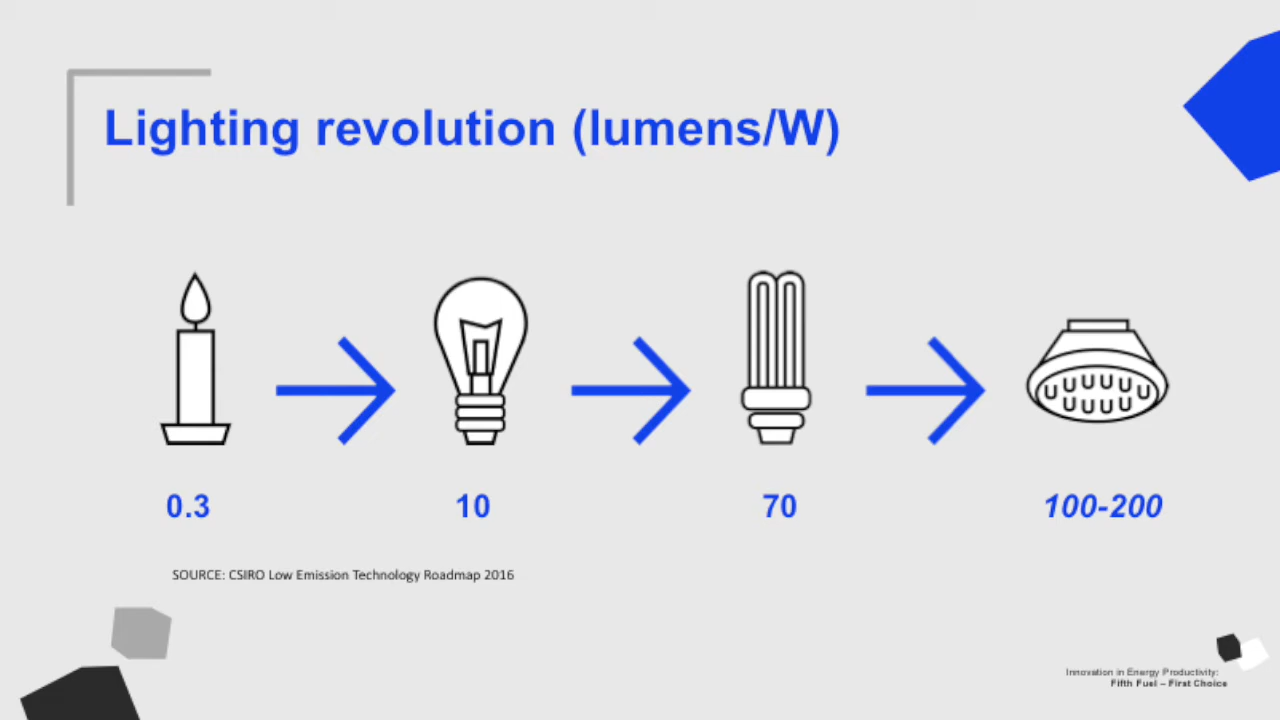 Lighting revolution (lumens/W)
0.3
10
70
100-200
SOURCE: CSIRO Low Emission Technology Roadmap 2016
Innovation in Energy Productivity:
Fifth Fuel – First Choice